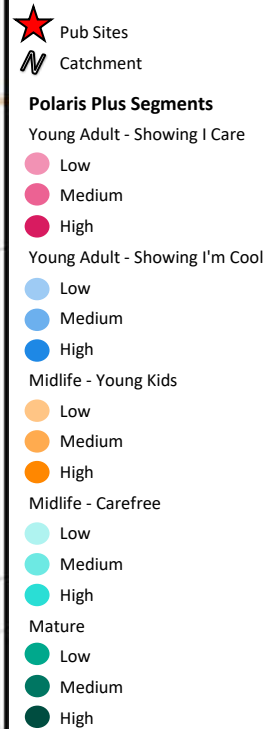 Pub Sites
Catchment
Polaris Plus Segments
Young Adult - Showing I Care
Low
Medium
High
Young Adult - Showing I'm Cool
Low
Medium
High
Midlife - Young Kids
Low
Medium
High
Midlife - Carefree
Low
Medium
High
Mature
Low
Medium
High